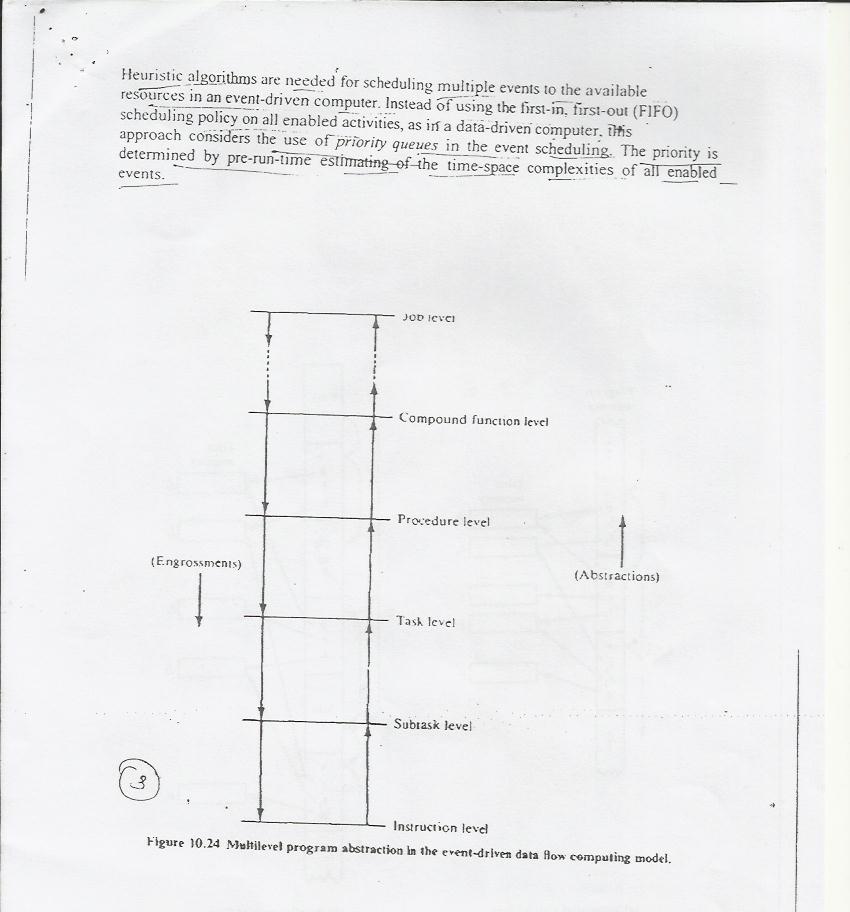 Heuristic algorithms are needed for scheduling multiple events to the available
resources in an event-driven computer. Instead of using the first-in, first-out (FIFO)
scheduling policy on all enabled activities, as in a data-driven computer, this
approach considers the use of priority queues in the event scheduling. The priority is
determined by pre-run-time estimating of the time-space complexities of all enabled
events.
Job level
Compound function level
Procedure level
(Engrossments)
(Abstractions)
Task level
Subtask level
3
Instruction level
Figure 10.24 Multilevel program abstraction in the event-driven data flow computing model.